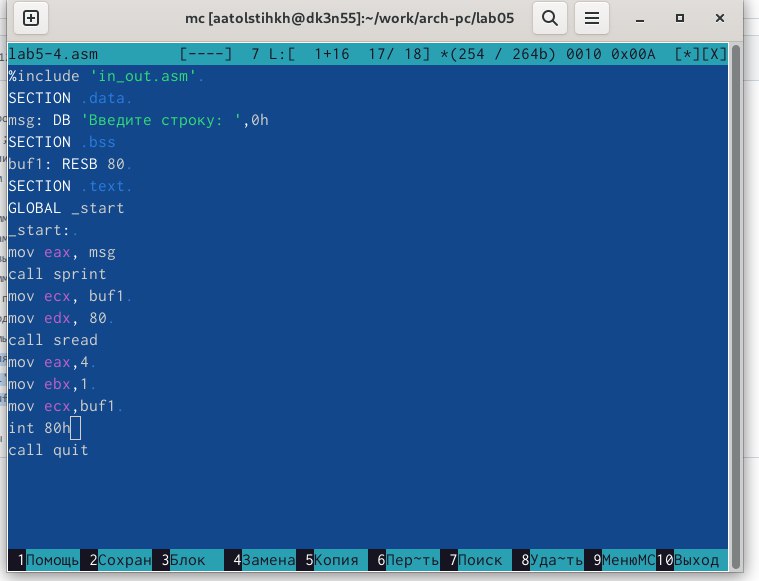 mc [aatolstihkh@dk3n55]:~/work/arch-pc/lab05
lab5-4.asm [----] 7 L:[ 1+16 17/ 18] *(254 / 264b) 0010 0x00A [*][X]
%include 'in_out.asm'.
SECTION .data.
msg: DB 'Введите строку: ',0h
SECTION .bss
buf1: RESB 80.
SECTION .text.
GLOBAL _start
_start:.
mov eax, msg
call sprint
mov ecx, buf1.
mov edx, 80.
call sread
mov eax,4.
mov ebx,1.
mov ecx,buf1.
int 80h
call quit
1Помощь 2Сохран 3Блок 4Замена 5Копия 6Пер~ть 7Поиск 8Уда~ть 9МенюMC 10Выход